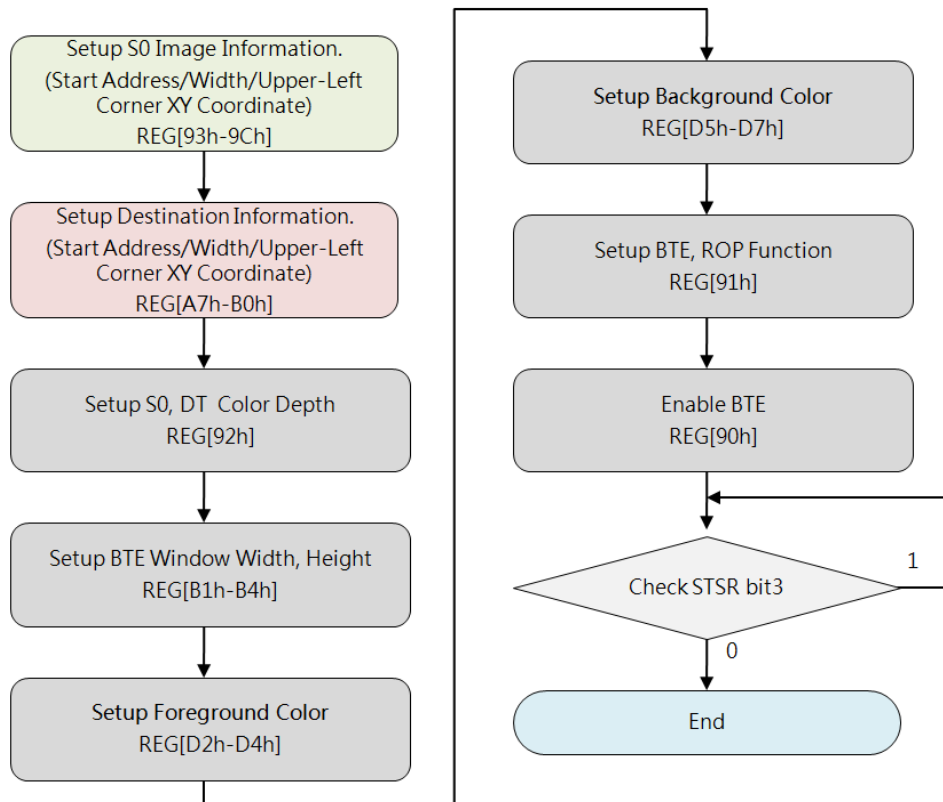 Setup S0 Image Information.
(Start Address/Width/Upper-Left
Corner XY Coordinate)
REG[93h-9Ch]
Setup Destination Information.
(Start Address/Width/Upper-Left
Corner XY Coordinate)
REG[A7h-B0h]
Setup S0, DT Color Depth
REG[92h]
Setup BTE Window Width, Height
REG[B1h-B4h]
Setup Foreground Color
REG[D2h-D4h]
Setup Background Color
REG[D5h-D7h]
Setup BTE, ROP Function
REG[91h]
Enable BTE
REG[90h]
Check STSR bit3
1
0
End